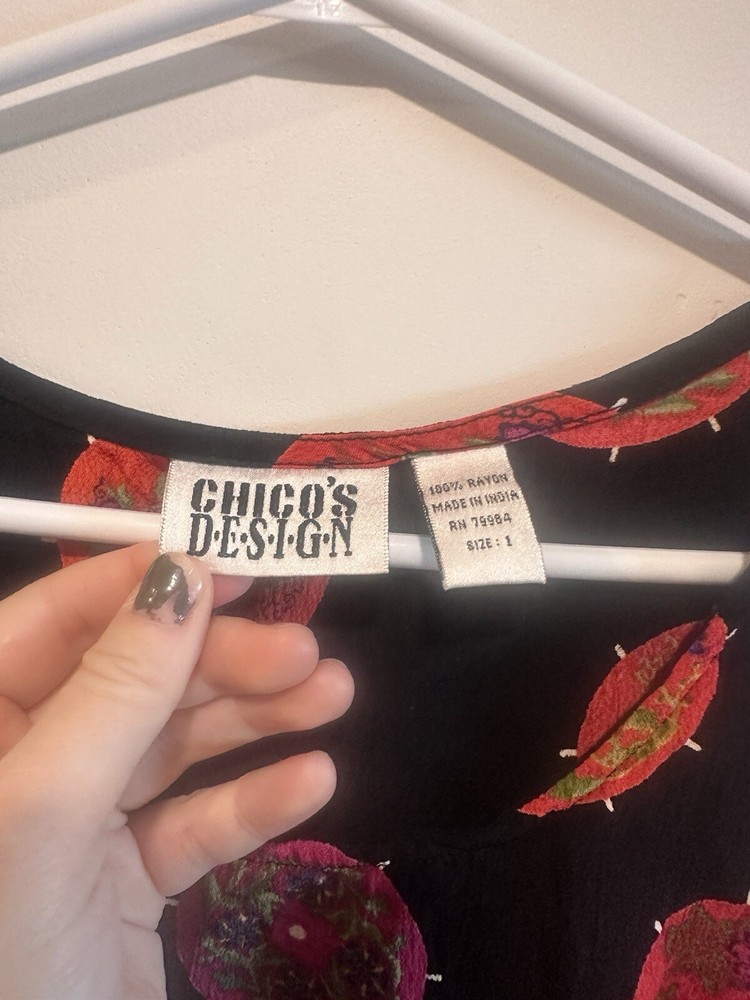 CHICO'S
D·E·S·I·G·N
100% RAYON
MADE IN INDIA
RN 79984
SIZE: 1